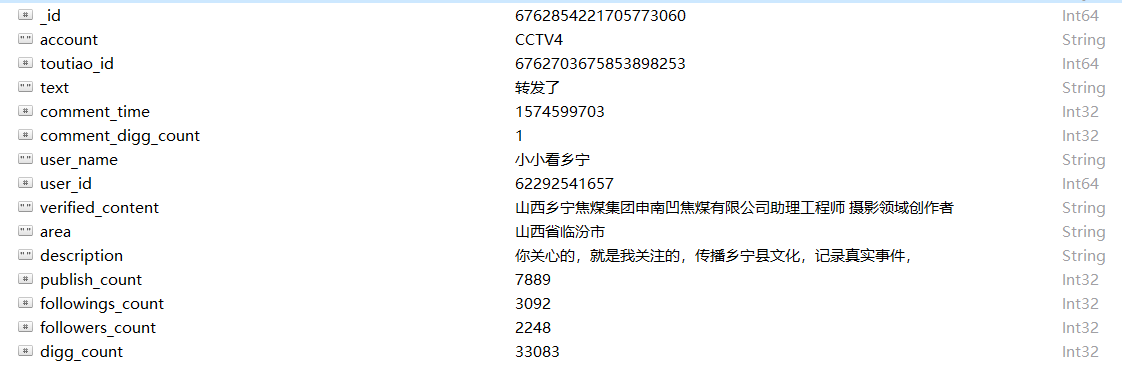 _id 6762854221705773060 Int64
account CCTV4 String
toutiao_id 6762703675853898253 Int64
text 转发了 String
comment_time 1574599703 Int32
comment_digg_count 1 Int32
user_name 小小看乡宁 String
user_id 62292541657 Int64
verified_content 山西乡宁焦煤集团申南凹焦煤有限公司助理工程师 摄影领域创作者 String
area 山西省临汾市 String
description 你关心的，就是我关注的，传播乡宁县文化，记录真实事件， String
publish_count 7889 Int32
followings_count 3092 Int32
followers_count 2248 Int32
digg_count 33083 Int32